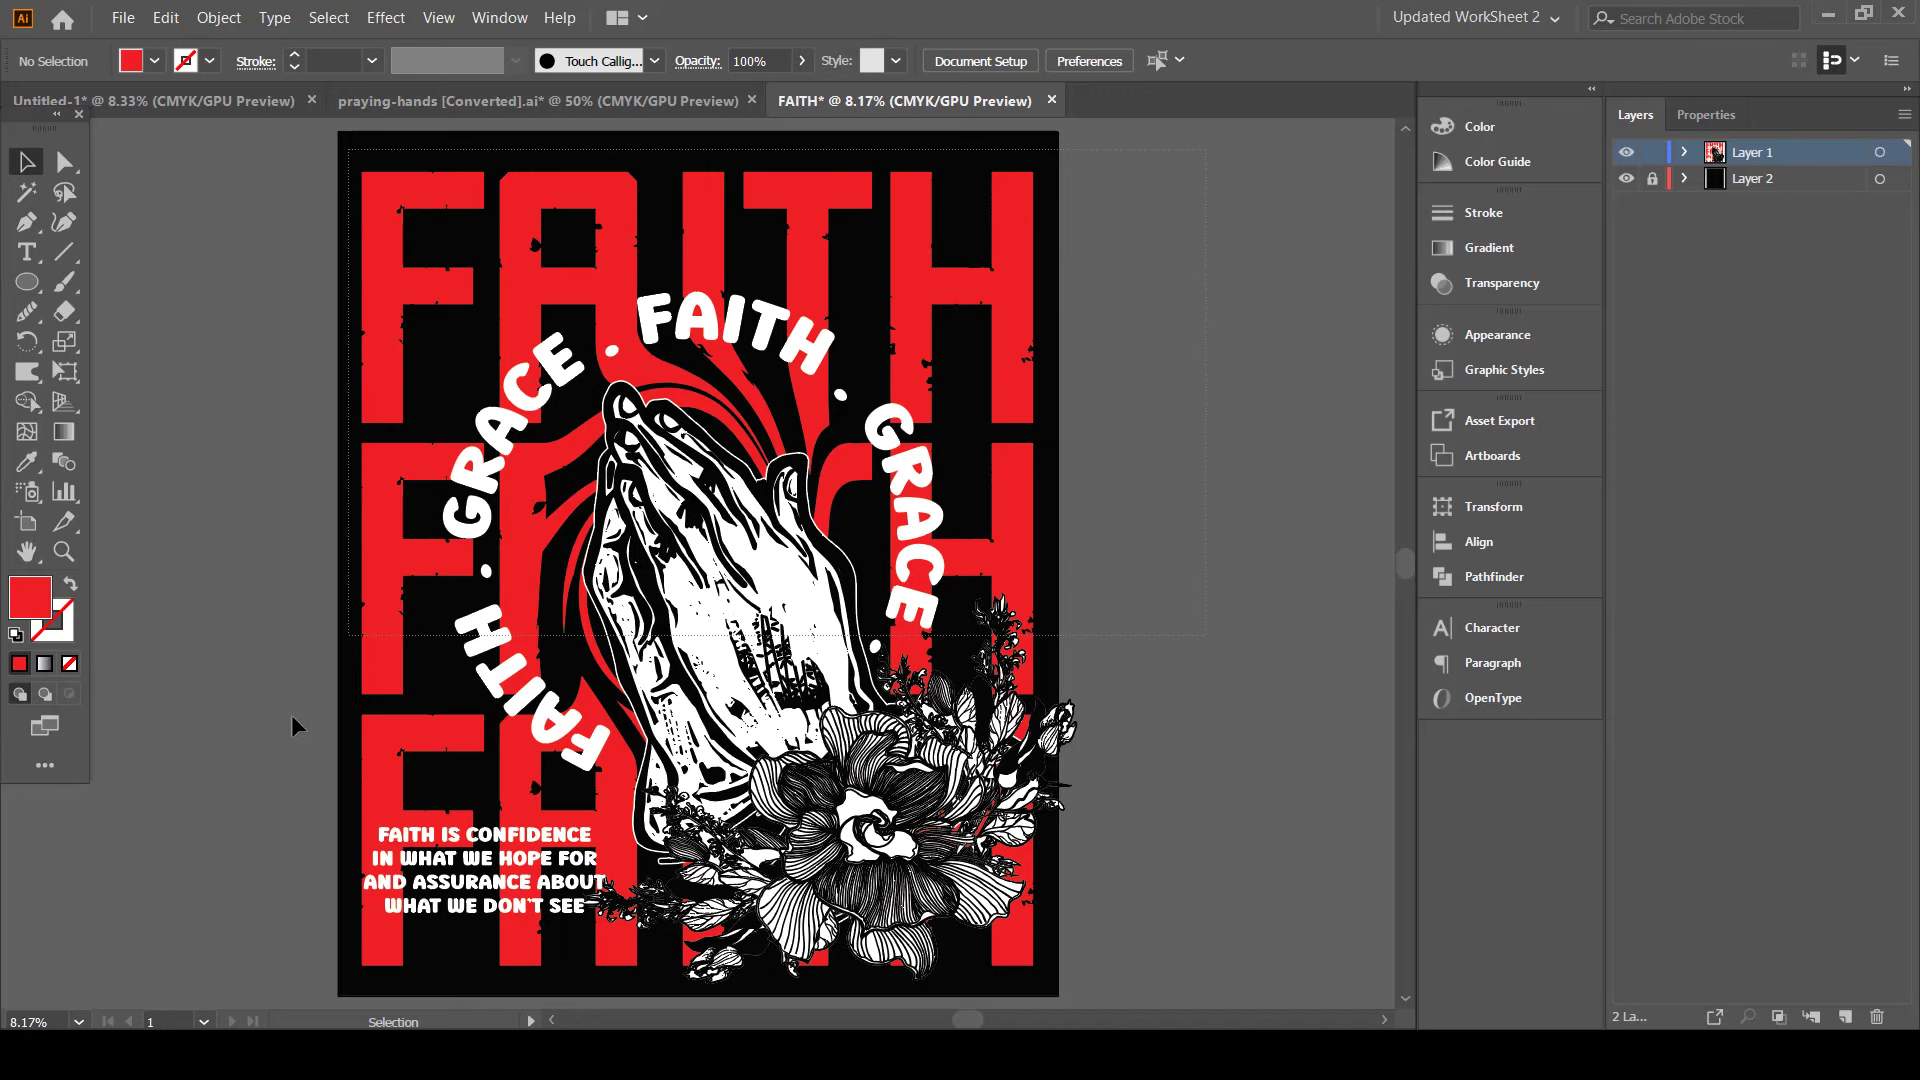 Ai File Edit Object Type Select Effect View Window Help Updated WorkSheet 2 Search Adobe Stock
No Selection Stroke: Touch Callig... Opacity: 100% Style: Document Setup Preferences
Untitled-1* @ 8.33% (CMYK/GPU Preview) praying-hands [Converted].ai* @ 50% (CMYK/GPU Preview) FAITH* @ 8.17% (CMYK/GPU Preview)
FAITH
FAITH
FAITH
FAITH · GRACE · FAITH · GRACE ·
FAITH IS CONFIDENCE
IN WHAT WE HOPE FOR
AND ASSURANCE ABOUT
WHAT WE DON'T SEE
Color
Color Guide
Stroke
Gradient
Transparency
Appearance
Graphic Styles
Asset Export
Artboards
Transform
Align
Pathfinder
Character
Paragraph
OpenType
Layers Properties
Layer 1
Layer 2
2 La...
8.17% 1 Selection